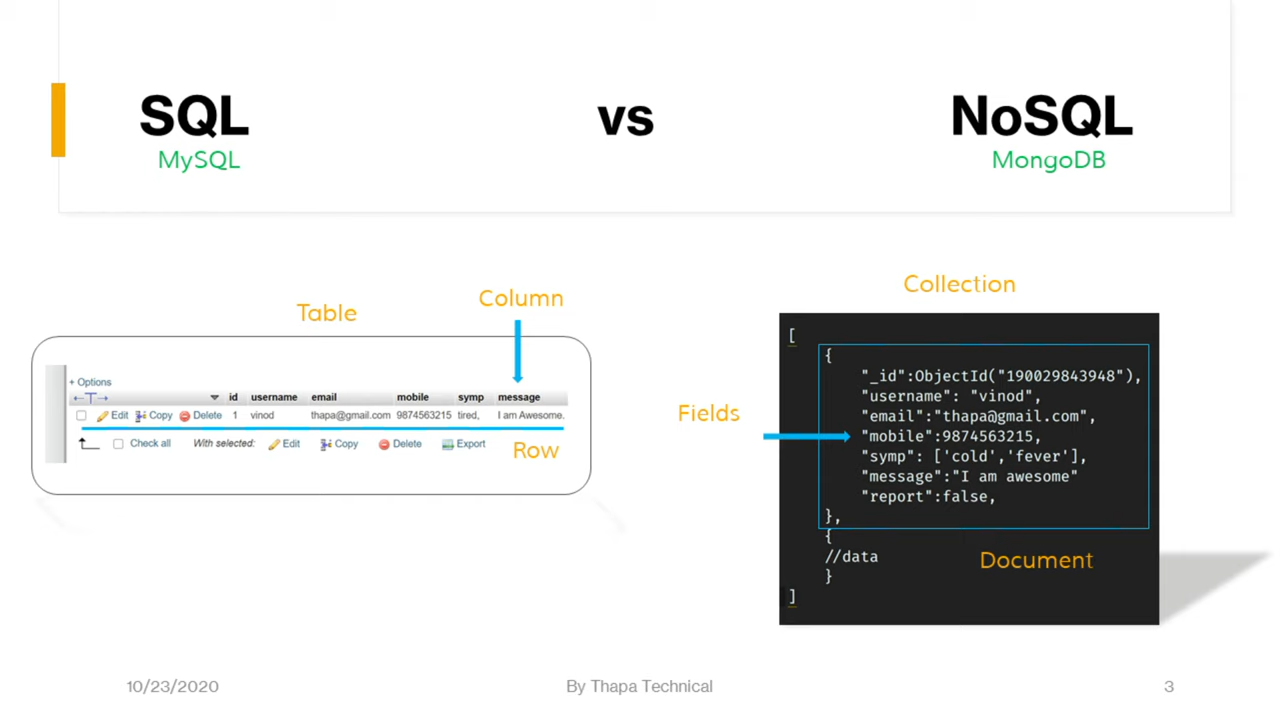 SQL vs NoSQL
MySQL MongoDB
Table
Column
+ Options
←T→ id username email mobile symp message
Edit Copy Delete 1 vinod thapa@gmail.com 9874563215 tired, I am Awesome.
Check all With selected: Edit Copy Delete Export
Row
Collection
Fields
[
{
"_id":ObjectId("190029843948"),
"username": "vinod",
"email":"thapa@gmail.com",
"mobile":9874563215,
"symp": ['cold','fever'],
"message":"I am awesome"
"report":false,
},
{
//data
}
]
Document
10/23/2020 By Thapa Technical 3